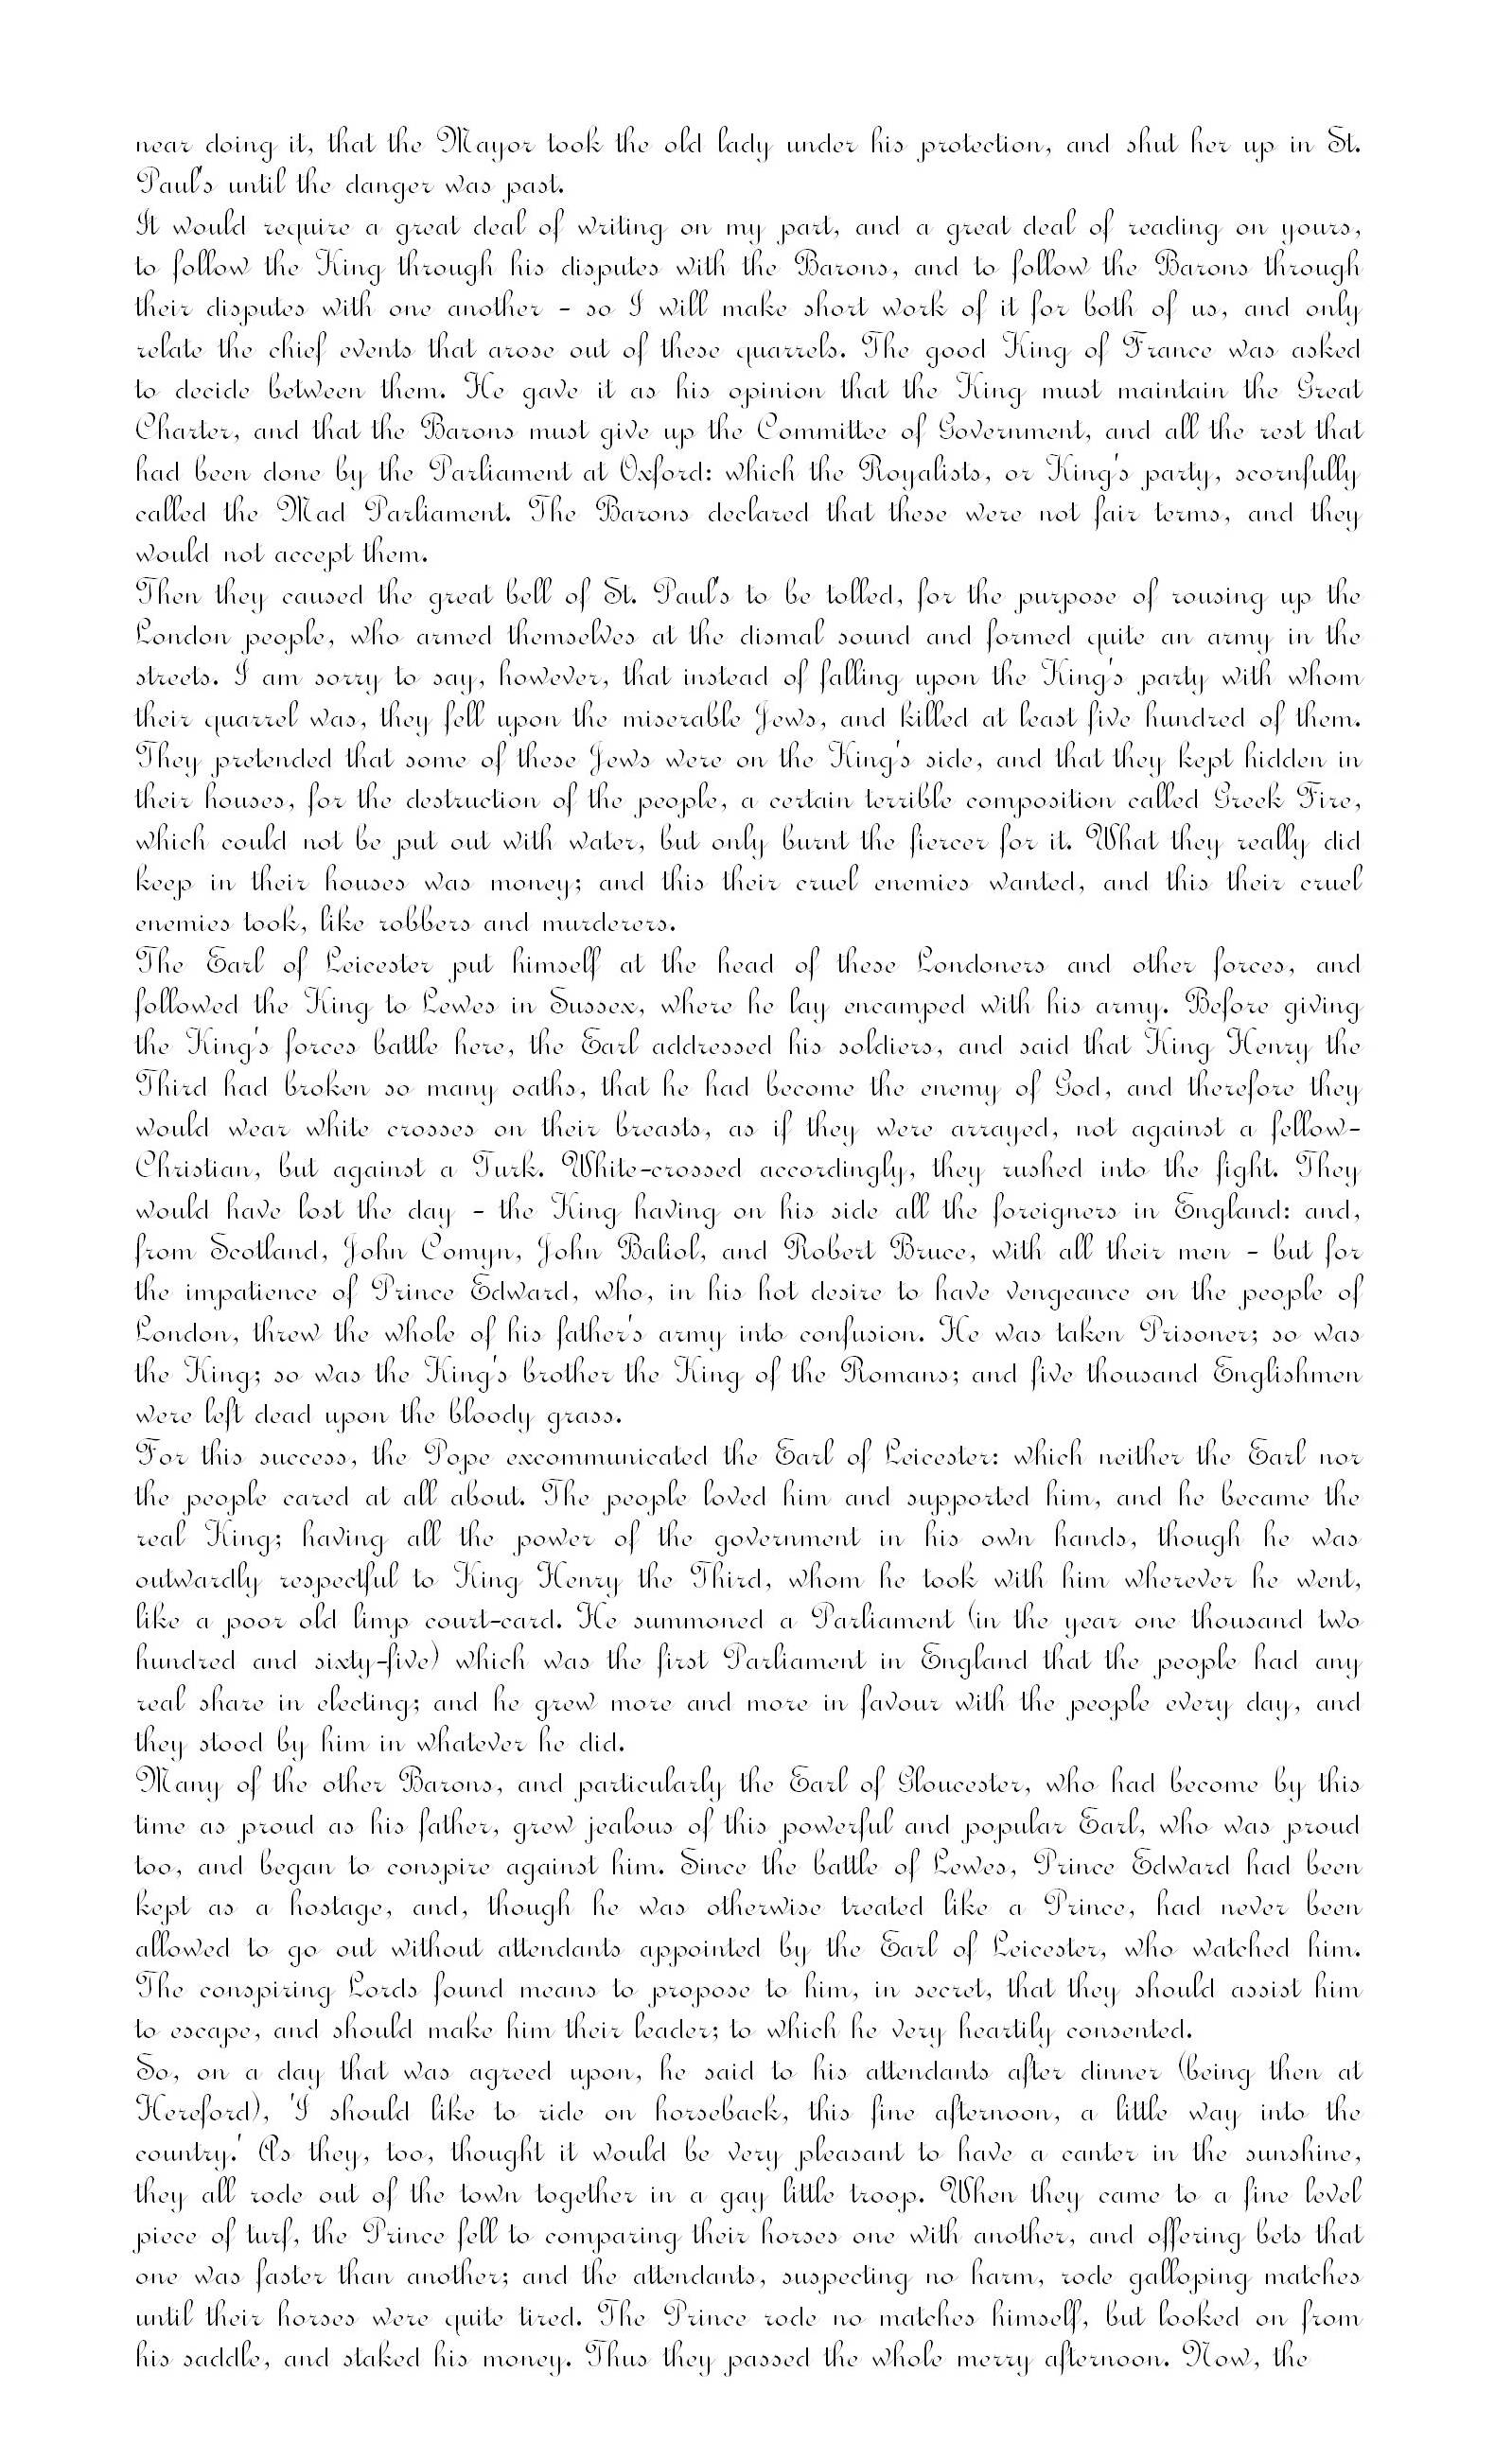 near doing it, that the Mayor took the old lady under his protection, and shut her up in St.
Paul's until the danger was past.
It would require a great deal of writing on my part, and a great deal of reading on yours,
to follow the King through his disputes with the Barons, and to follow the Barons through
their disputes with one another - so I will make short work of it for both of us, and only
relate the chief events that arose out of these quarrels. The good King of France was asked
to decide between them. He gave it as his opinion that the King must maintain the Great
Charter, and that the Barons must give up the Committee of Government, and all the rest that
had been done by the Parliament at Oxford: which the Royalists, or King's party, scornfully
called the Mad Parliament. The Barons declared that these were not fair terms, and they
would not accept them.
Then they caused the great bell of St. Paul's to be tolled, for the purpose of rousing up the
London people, who armed themselves at the dismal sound and formed quite an army in the
streets. I am sorry to say, however, that instead of falling upon the King's party with whom
their quarrel was, they fell upon the miserable Jews, and killed at least five hundred of them.
They pretended that some of these Jews were on the King's side, and that they kept hidden in
their houses, for the destruction of the people, a certain terrible composition called Greek Fire,
which could not be put out with water, but only burnt the fiercer for it. What they really did
keep in their houses was money; and this their cruel enemies wanted, and this their cruel
enemies took, like robbers and murderers.
The Earl of Leicester put himself at the head of these Londoners and other forces, and
followed the King to Lewes in Sussex, where he lay encamped with his army. Before giving
the King's forces battle here, the Earl addressed his soldiers, and said that King Henry the
Third had broken so many oaths, that he had become the enemy of God, and therefore they
would wear white crosses on their breasts, as if they were arrayed, not against a fellow-
Christian, but against a Turk. White-crossed accordingly, they rushed into the fight. They
would have lost the day - the King having on his side all the foreigners in England: and,
from Scotland, John Comyn, John Baliol, and Robert Bruce, with all their men - but for
the impatience of Prince Edward, who, in his hot desire to have vengeance on the people of
London, threw the whole of his father's army into confusion. He was taken Prisoner; so was
the King; so was the King's brother the King of the Romans; and five thousand Englishmen
were left dead upon the bloody grass.
For this success, the Pope excommunicated the Earl of Leicester: which neither the Earl nor
the people cared at all about. The people loved him and supported him, and he became the
real King; having all the power of the government in his own hands, though he was
outwardly respectful to King Henry the Third, whom he took with him wherever he went,
like a poor old limp court-card. He summoned a Parliament (in the year one thousand two
hundred and sixty-five) which was the first Parliament in England that the people had any
real share in electing; and he grew more and more in favour with the people every day, and
they stood by him in whatever he did.
Many of the other Barons, and particularly the Earl of Gloucester, who had become by this
time as proud as his father, grew jealous of this powerful and popular Earl, who was proud
too, and began to conspire against him. Since the battle of Lewes, Prince Edward had been
kept as a hostage, and, though he was otherwise treated like a Prince, had never been
allowed to go out without attendants appointed by the Earl of Leicester, who watched him.
The conspiring Lords found means to propose to him, in secret, that they should assist him
to escape, and should make him their leader; to which he very heartily consented.
So, on a day that was agreed upon, he said to his attendants after dinner (being then at
Hereford), 'I should like to ride on horseback, this fine afternoon, a little way into the
country.' As they, too, thought it would be very pleasant to have a canter in the sunshine,
they all rode out of the town together in a gay little troop. When they came to a fine level
piece of turf, the Prince fell to comparing their horses one with another, and offering bets that
one was faster than another; and the attendants, suspecting no harm, rode galloping matches
until their horses were quite tired. The Prince rode no matches himself, but looked on from
his saddle, and staked his money. Thus they passed the whole merry afternoon. Now, the